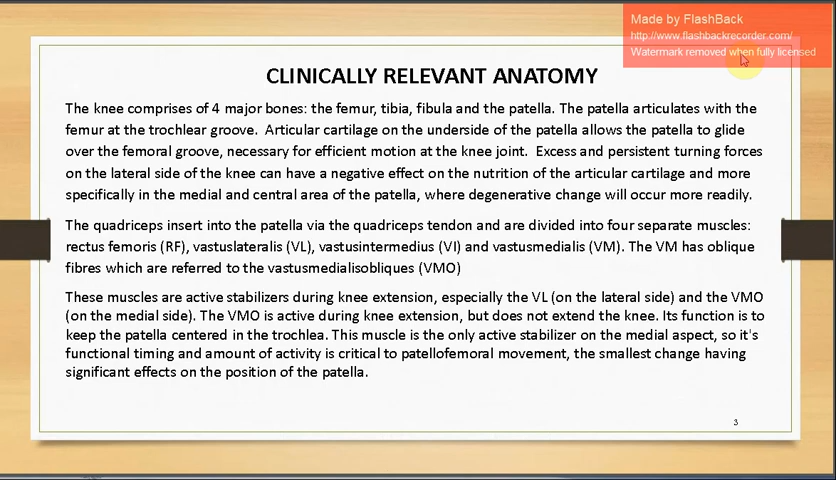 Made by FlashBack
http://www.flashbackrecorder.com/
Watermark removed when fully licensed
CLINICALLY RELEVANT ANATOMY
The knee comprises of 4 major bones: the femur, tibia, fibula and the patella. The patella articulates with the
femur at the trochlear groove. Articular cartilage on the underside of the patella allows the patella to glide
over the femoral groove, necessary for efficient motion at the knee joint. Excess and persistent turning forces
on the lateral side of the knee can have a negative effect on the nutrition of the articular cartilage and more
specifically in the medial and central area of the patella, where degenerative change will occur more readily.
The quadriceps insert into the patella via the quadriceps tendon and are divided into four separate muscles:
rectus femoris (RF), vastuslateralis (VL), vastusintermedius (VI) and vastusmedialis (VM). The VM has oblique
fibres which are referred to the vastusmedialisobliques (VMO)
These muscles are active stabilizers during knee extension, especially the VL (on the lateral side) and the VMO
(on the medial side). The VMO is active during knee extension, but does not extend the knee. Its function is to
keep the patella centered in the trochlea. This muscle is the only active stabilizer on the medial aspect, so it's
functional timing and amount of activity is critical to patellofemoral movement, the smallest change having
significant effects on the position of the patella.
3